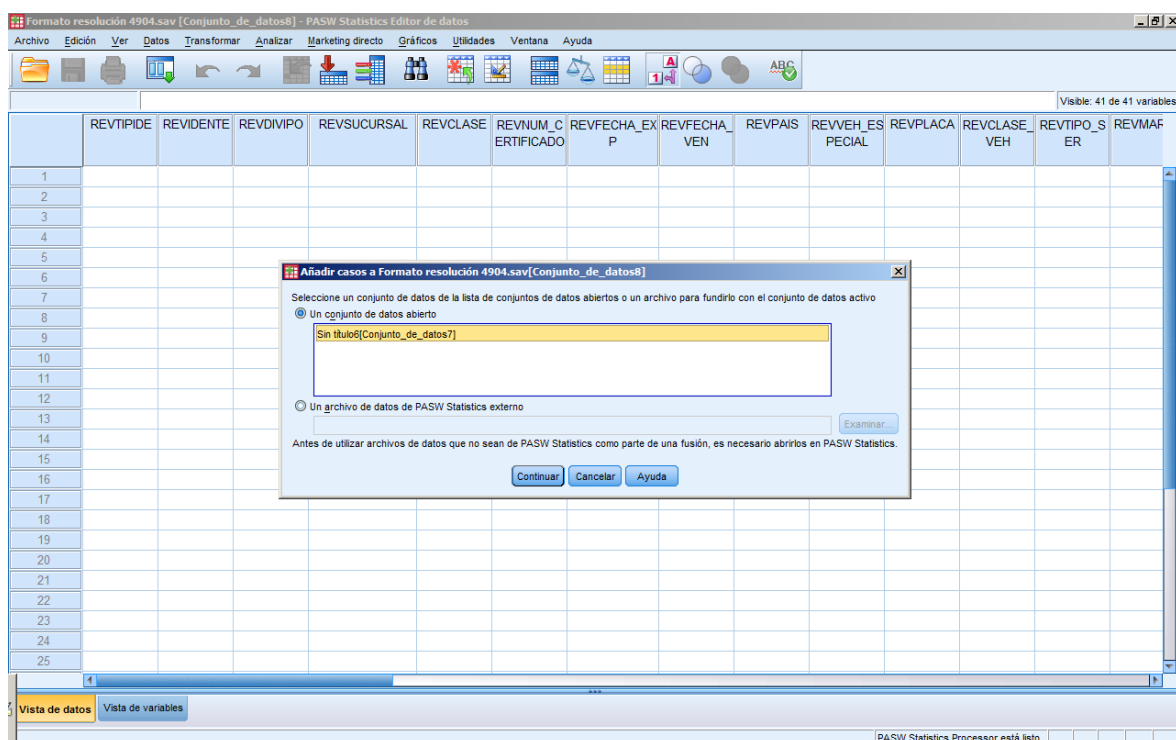 Formato resolución 4904.sav [Conjunto_de_datos8] - PASW Statistics Editor de datos
Archivo Edición Ver Datos Transformar Analizar Marketing directo Gráficos Utilidades Ventana Ayuda
A
1
ABC
Visible: 41 de 41 variables
REVTIPIDE REVIDENTE REVDIVIPO REVSUCURSAL REVCLASE REVNUM_C REVFECHA_EX REVFECHA_ REVPAIS REVVEH_ES REVPLACA REVCLASE_ REVTIPO_S REVMAR
ERTIFICADO P VEN PECIAL VEH ER
1
2
3
4
5
6
7
8
9
10
11
12
13
14
15
16
17
18
19
20
21
22
23
24
25
Añadir casos a Formato resolución 4904.sav[Conjunto_de_datos8]
Seleccione un conjunto de datos de la lista de conjuntos de datos abiertos o un archivo para fundirlo con el conjunto de datos activo
Un conjunto de datos abierto
Sin título6[Conjunto_de_datos7]
Un archivo de datos de PASW Statistics externo
Examinar...
Antes de utilizar archivos de datos que no sean de PASW Statistics como parte de una fusión, es necesario abrirlos en PASW Statistics.
Continuar Cancelar Ayuda
Vista de datos Vista de variables
PASW Statistics Processor está listo